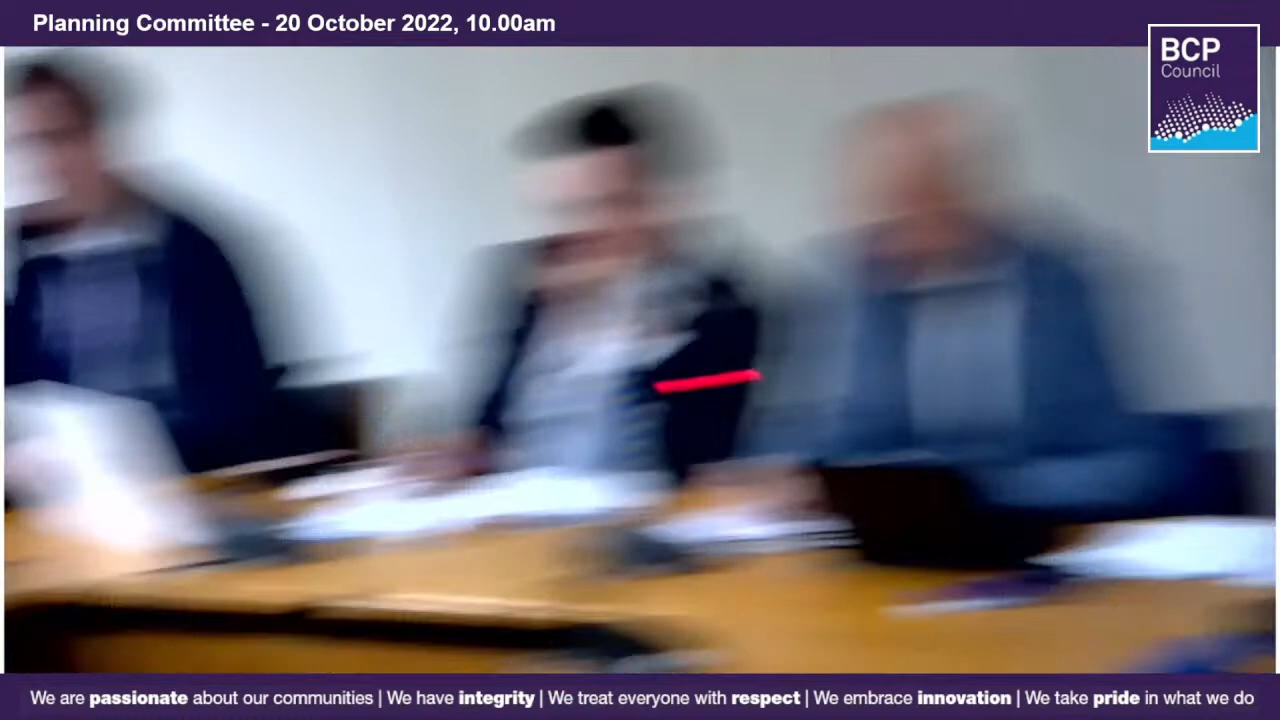 Planning Committee - 20 October 2022, 10.00am
BCP
Council
We are passionate about our communities | We have integrity | We treat everyone with respect | We embrace innovation | We take pride in what we do